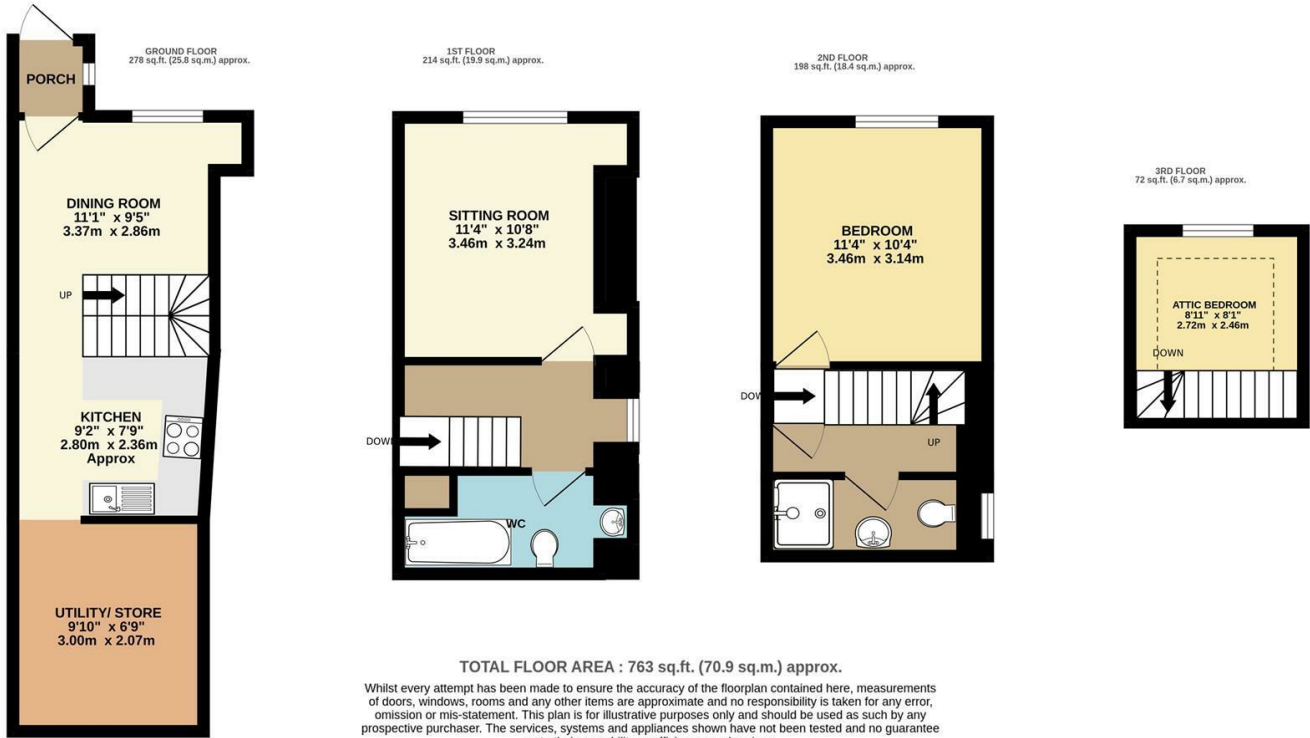 GROUND FLOOR
278 sq.ft. (25.8 sq.m.) approx.
PORCH
DINING ROOM
11'1" x 9'5"
3.37m x 2.86m
UP
KITCHEN
9'2" x 7'9"
2.80m x 2.36m
Approx
UTILITY/ STORE
9'10" x 6'9"
3.00m x 2.07m
1ST FLOOR
214 sq.ft. (19.9 sq.m.) approx.
SITTING ROOM
11'4" x 10'8"
3.46m x 3.24m
DOWN
WC
2ND FLOOR
198 sq.ft. (18.4 sq.m.) approx.
BEDROOM
11'4" x 10'4"
3.46m x 3.14m
DOW
UP
3RD FLOOR
72 sq.ft. (6.7 sq.m.) approx.
ATTIC BEDROOM
8'11" x 8'1"
2.72m x 2.46m
DOWN
TOTAL FLOOR AREA : 763 sq.ft. (70.9 sq.m.) approx.
Whilst every attempt has been made to ensure the accuracy of the floorplan contained here, measurements
of doors, windows, rooms and any other items are approximate and no responsibility is taken for any error,
omission or mis-statement. This plan is for illustrative purposes only and should be used as such by any
prospective purchaser. The services, systems and appliances shown have not been tested and no guarantee